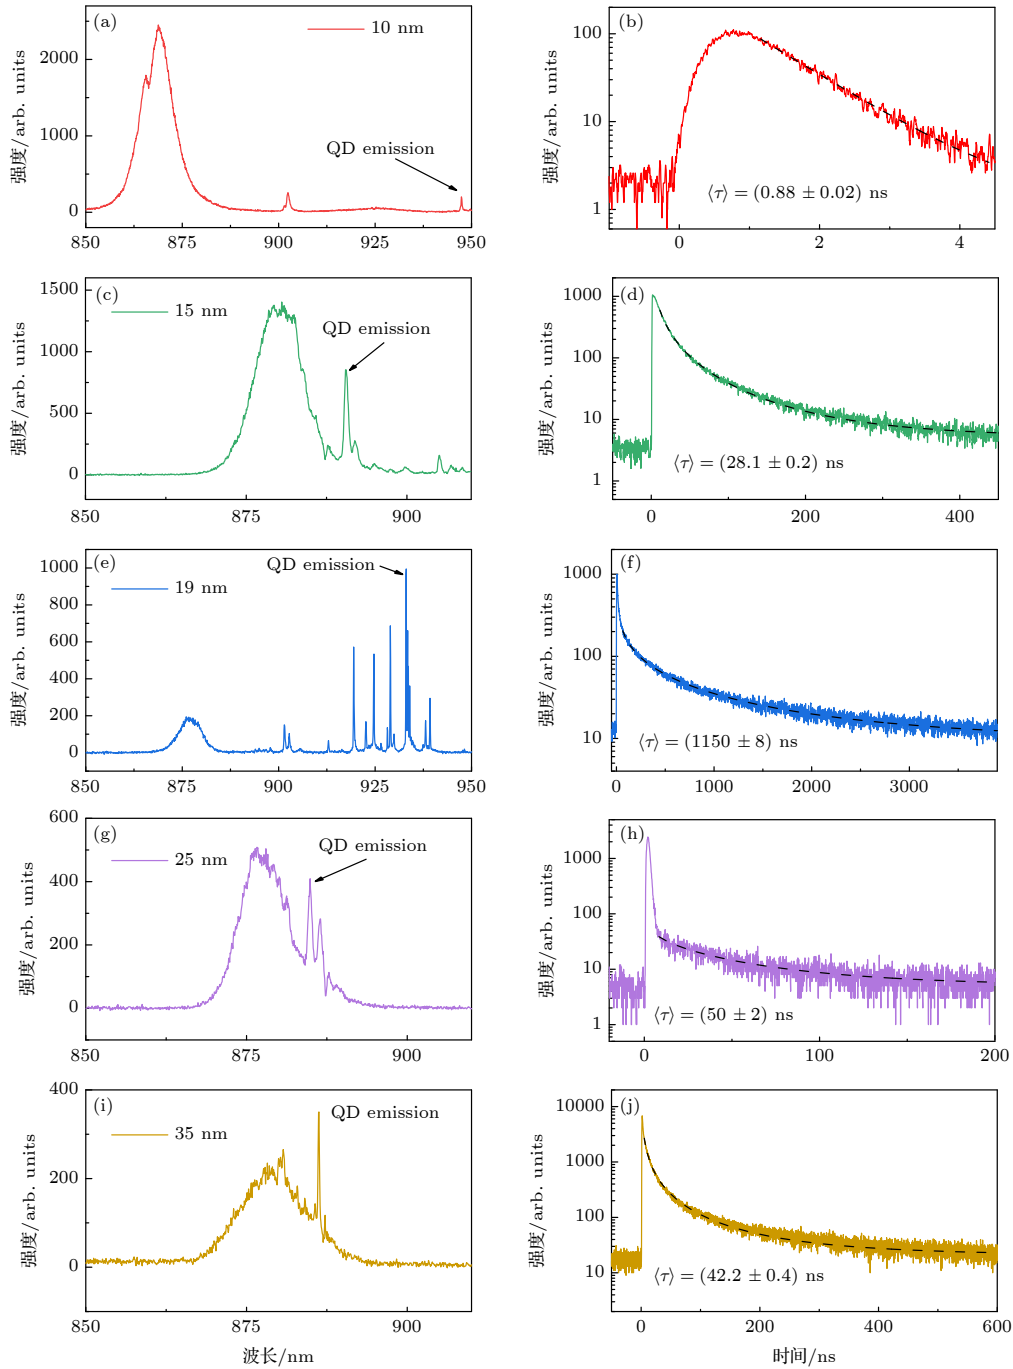 (a)
10 nm
QD emission
强度/arb. units
2000
1000
0
850 875 900 925 950
(b)
⟨τ⟩ = (0.88 ± 0.02) ns
强度/arb. units
100
10
1
0 2 4
(c)
15 nm
QD emission
强度/arb. units
1500
1000
500
0
850 875 900
(d)
⟨τ⟩ = (28.1 ± 0.2) ns
强度/arb. units
1000
100
10
1
0 200 400
(e)
19 nm
QD emission
强度/arb. units
1000
800
600
400
200
0
850 875 900 925 950
(f)
⟨τ⟩ = (1150 ± 8) ns
强度/arb. units
1000
100
10
0 1000 2000 3000
(g)
25 nm
QD emission
强度/arb. units
600
400
200
0
850 875 900
(h)
⟨τ⟩ = (50 ± 2) ns
强度/arb. units
1000
100
10
1
0 100 200
(i)
35 nm
QD emission
强度/arb. units
400
200
0
850 875 900
波长/nm
(j)
⟨τ⟩ = (42.2 ± 0.4) ns
强度/arb. units
10000
1000
100
10
0 200 400 600
时间/ns